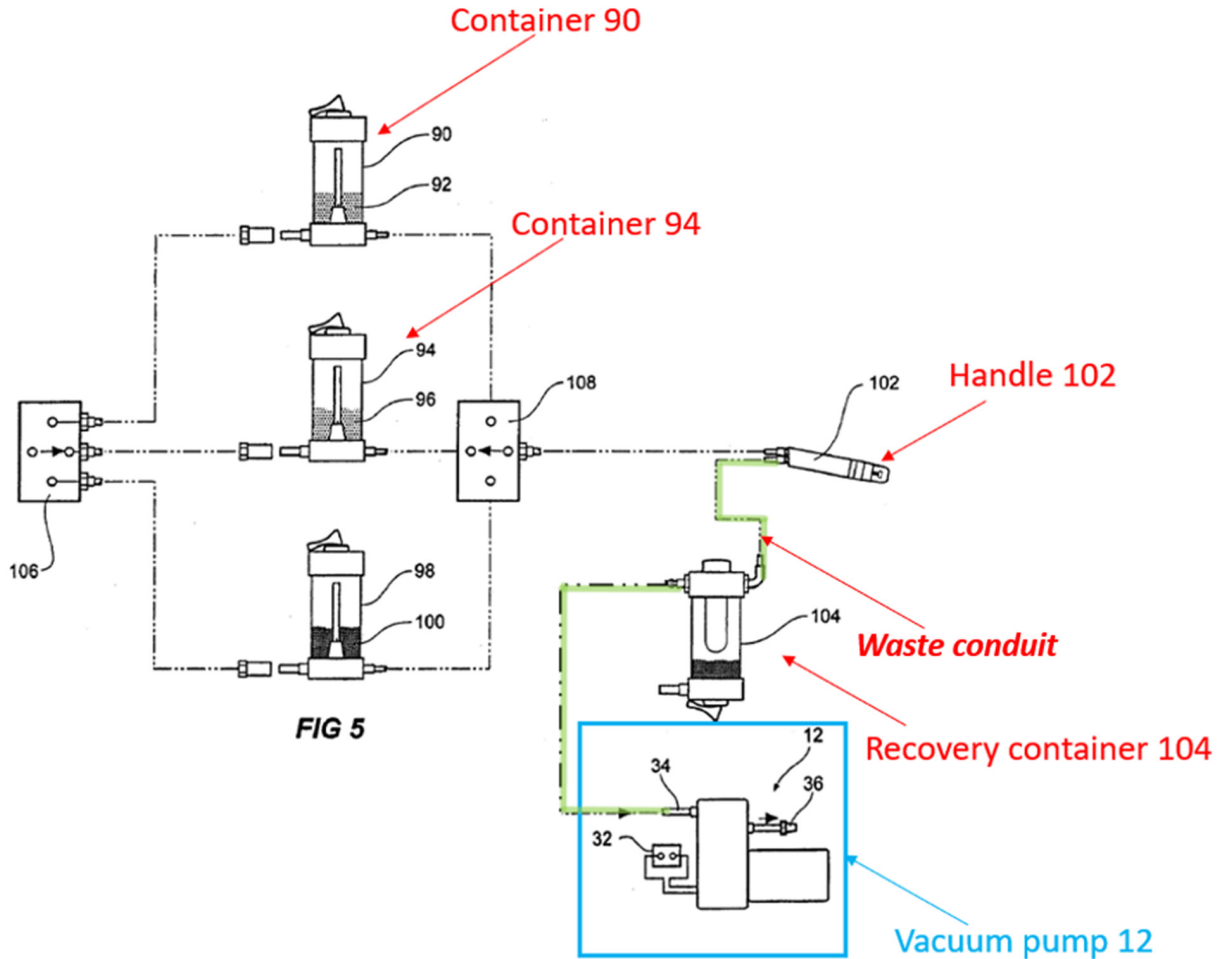 Container 90
90
92
Container 94
94
96
108
102
Handle 102
106
98
100
104
Waste conduit
FIG 5
Recovery container 104
12
34
36
32
Vacuum pump 12